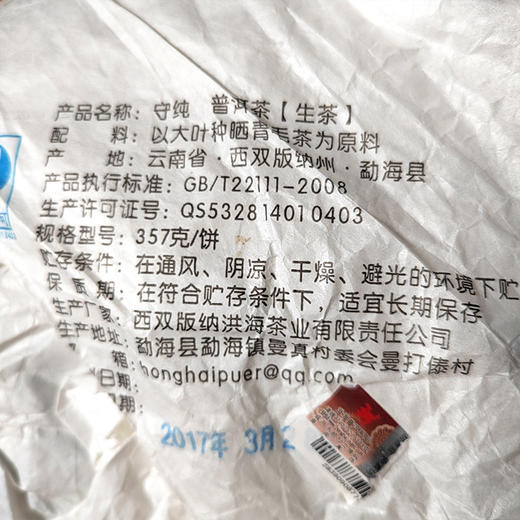 产品名称：守纯 普洱茶【生茶】
配 料：以大叶种晒青毛茶为原料
产 地：云南省·西双版纳州·勐海县
产品执行标准：GB/T22111-2008
生产许可证号：QS532814010403
规格型号：357克/饼
贮存条件：在通风、阴凉、干燥、避光的环境下贮
保质期：在符合贮存条件下，适宜长期保存
生产厂家：西双版纳洪海茶业有限责任公司
勐海县勐海镇曼真村委会曼打傣村
箱：honghaipuer@qq.com
日期：
日期：
2017年 3月2